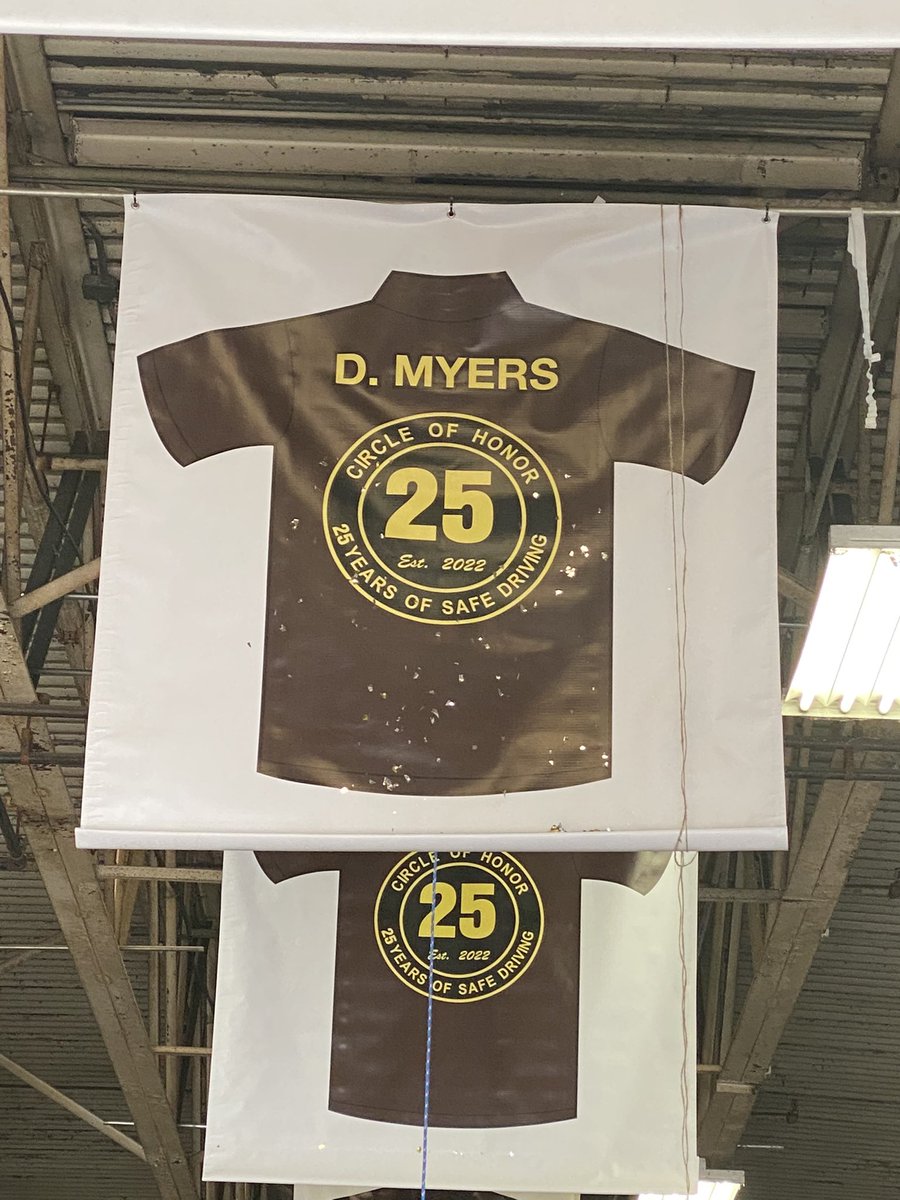 D. MYERS
CIRCLE OF HONOR
25
Est. 2022
25 YEARS OF SAFE DRIVING
CIRCLE OF HONOR
25
Est. 2022
25 YEARS OF SAFE DRIVING